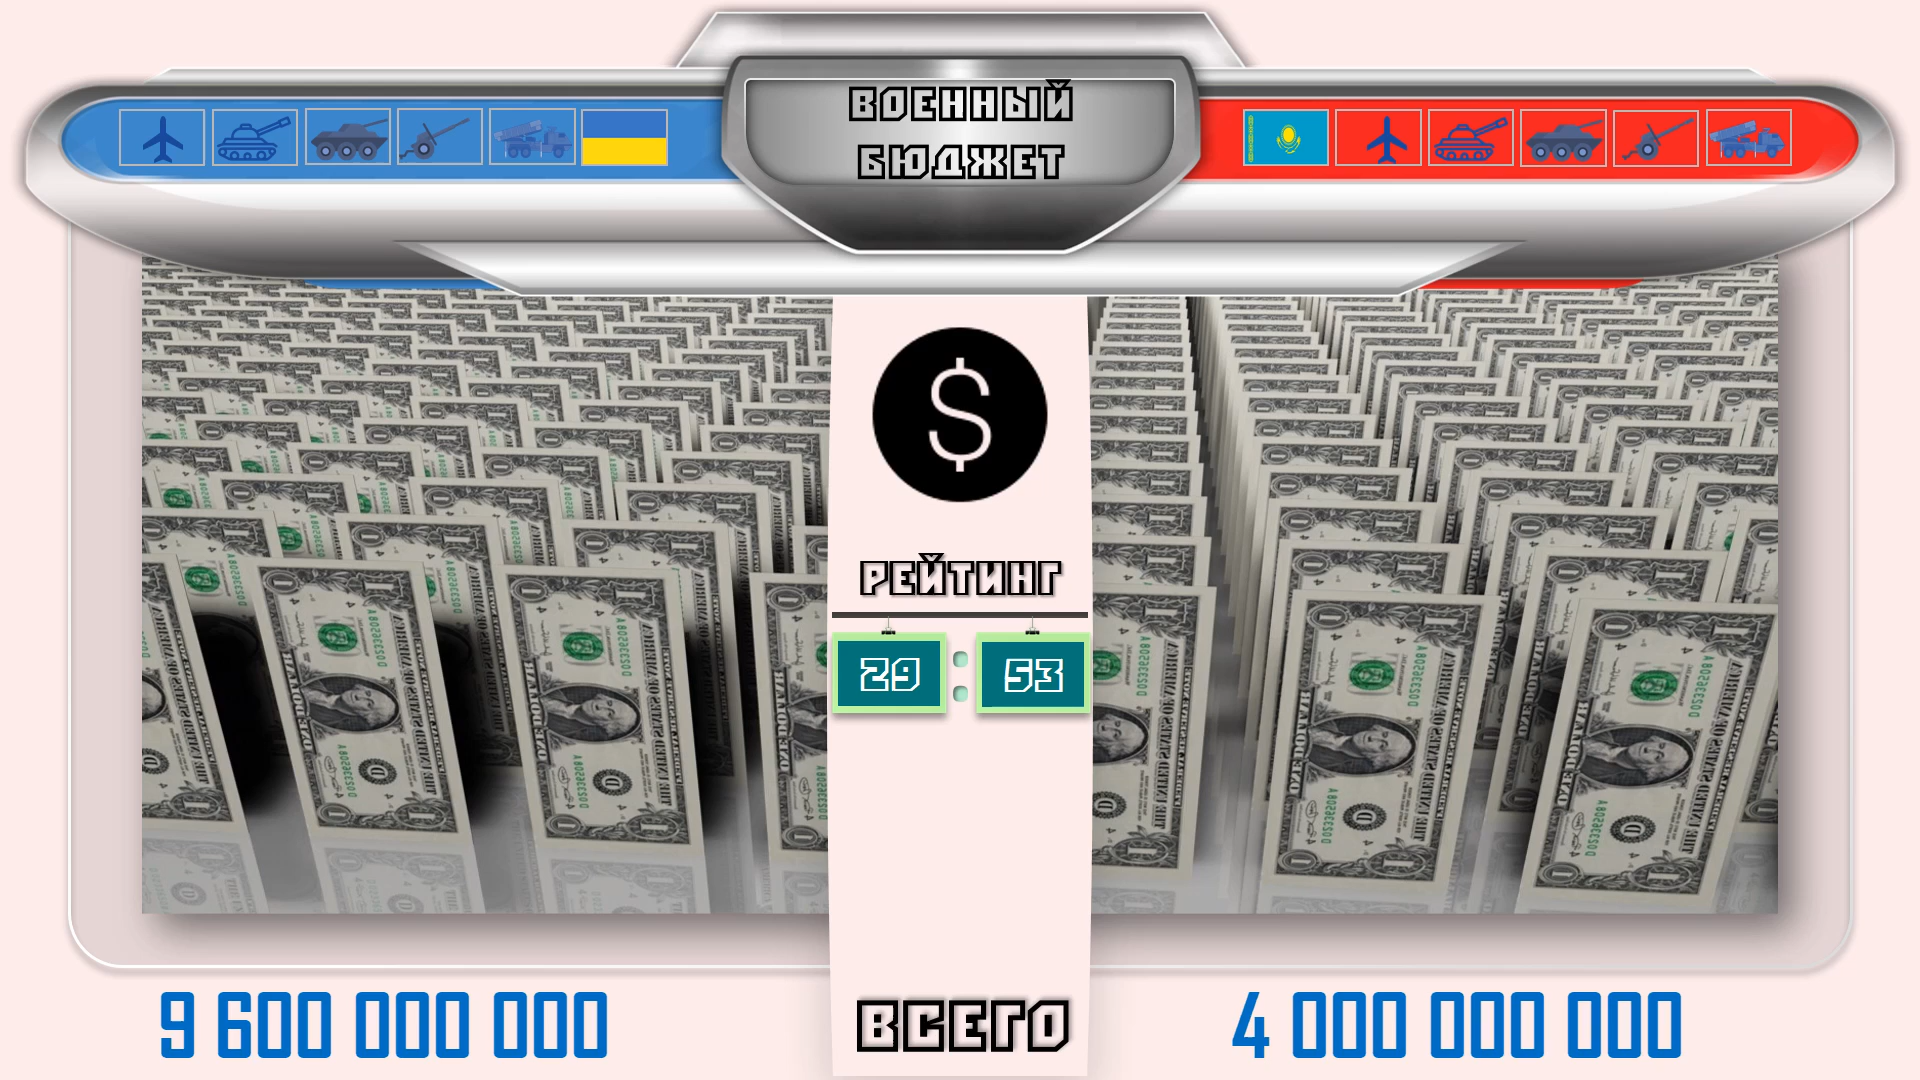 ВОЕННЫЙ
БЮДЖЕТ
$
РЕЙТИНГ
29 : 53
9 600 000 000
ВСЕГО
4 000 000 000